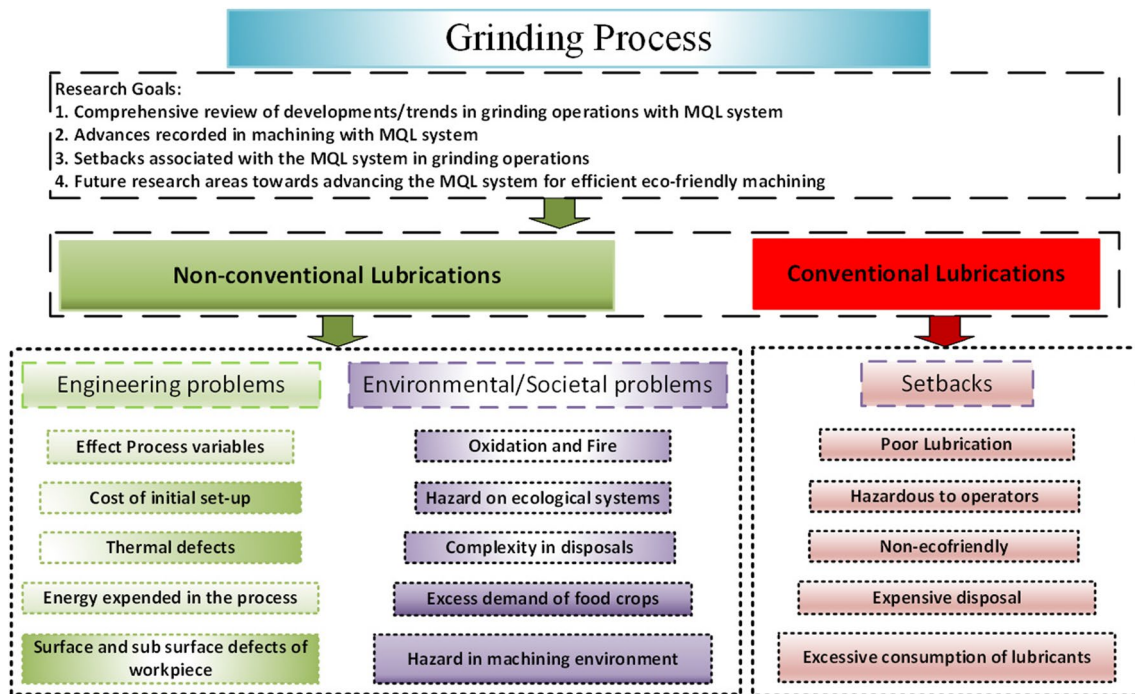 Grinding Process
Research Goals:
1. Comprehensive review of developments/trends in grinding operations with MQL system
2. Advances recorded in machining with MQL system
3. Setbacks associated with the MQL system in grinding operations
4. Future research areas towards advancing the MQL system for efficient eco-friendly machining
Non-conventional Lubrications
Conventional Lubrications
Engineering problems
Effect Process variables
Cost of initial set-up
Thermal defects
Energy expended in the process
Surface and sub surface defects of
workpiece
Environmental/Societal problems
Oxidation and Fire
Hazard on ecological systems
Complexity in disposals
Excess demand of food crops
Hazard in machining environment
Setbacks
Poor Lubrication
Hazardous to operators
Non-ecofriendly
Expensive disposal
Excessive consumption of lubricants